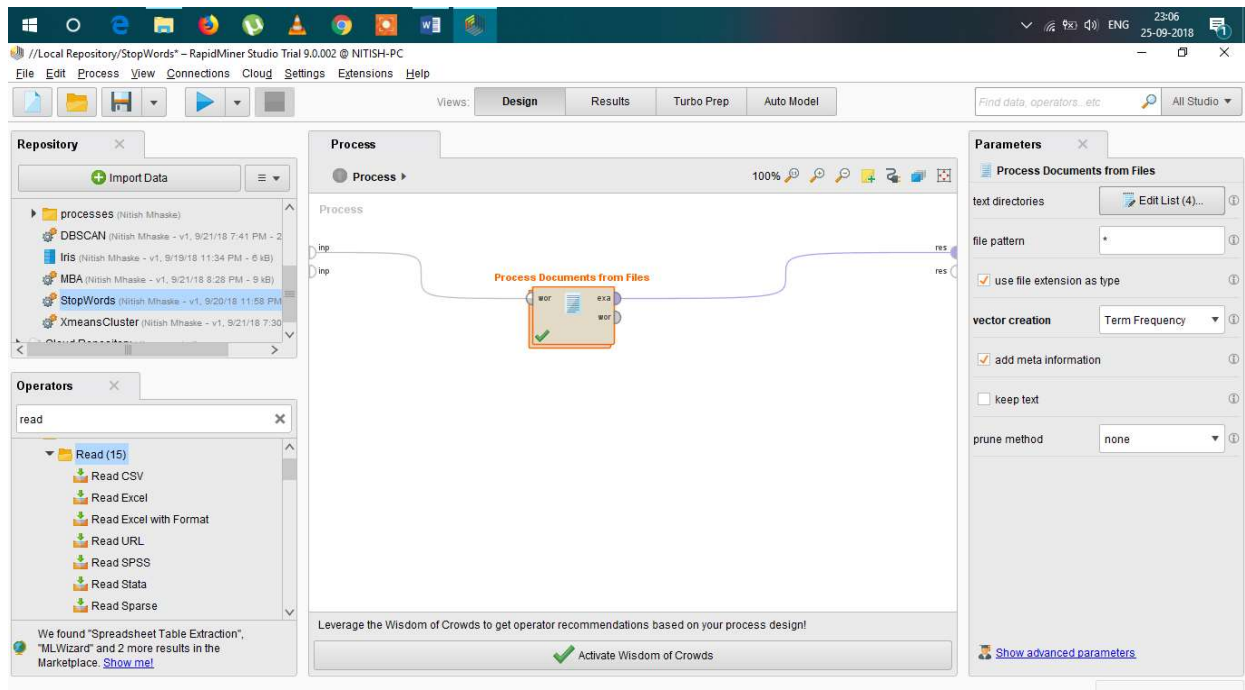 ENG
23:06
25-09-2018
//Local Repository/StopWords* – RapidMiner Studio Trial 9.0.002 @ NITISH-PC
File Edit Process View Connections Cloud Settings Extensions Help
Views: Design Results Turbo Prep Auto Model
Find data, operators...etc
All Studio
Repository
Import Data
processes (Nitish Mhaske)
DBSCAN (Nitish Mhaske - v1, 9/21/18 7:41 PM - 2
Iris (Nitish Mhaske - v1, 9/19/18 11:34 PM - 6 kB)
MBA (Nitish Mhaske - v1, 9/21/18 8:28 PM - 9 kB)
StopWords (Nitish Mhaske - v1, 9/20/18 11:58 PM
XmeansCluster (Nitish Mhaske - v1, 9/21/18 7:30
Operators
read
Read (15)
Read CSV
Read Excel
Read Excel with Format
Read URL
Read SPSS
Read Stata
Read Sparse
We found "Spreadsheet Table Extraction",
"MLWizard" and 2 more results in the
Marketplace. Show me!
Process
Process
100%
Process
inp
inp
res
res
Process Documents from Files
wor
exa
wor
Leverage the Wisdom of Crowds to get operator recommendations based on your process design!
Activate Wisdom of Crowds
Parameters
Process Documents from Files
text directories
Edit List (4)...
file pattern
*
use file extension as type
vector creation
Term Frequency
add meta information
keep text
prune method
none
Show advanced parameters